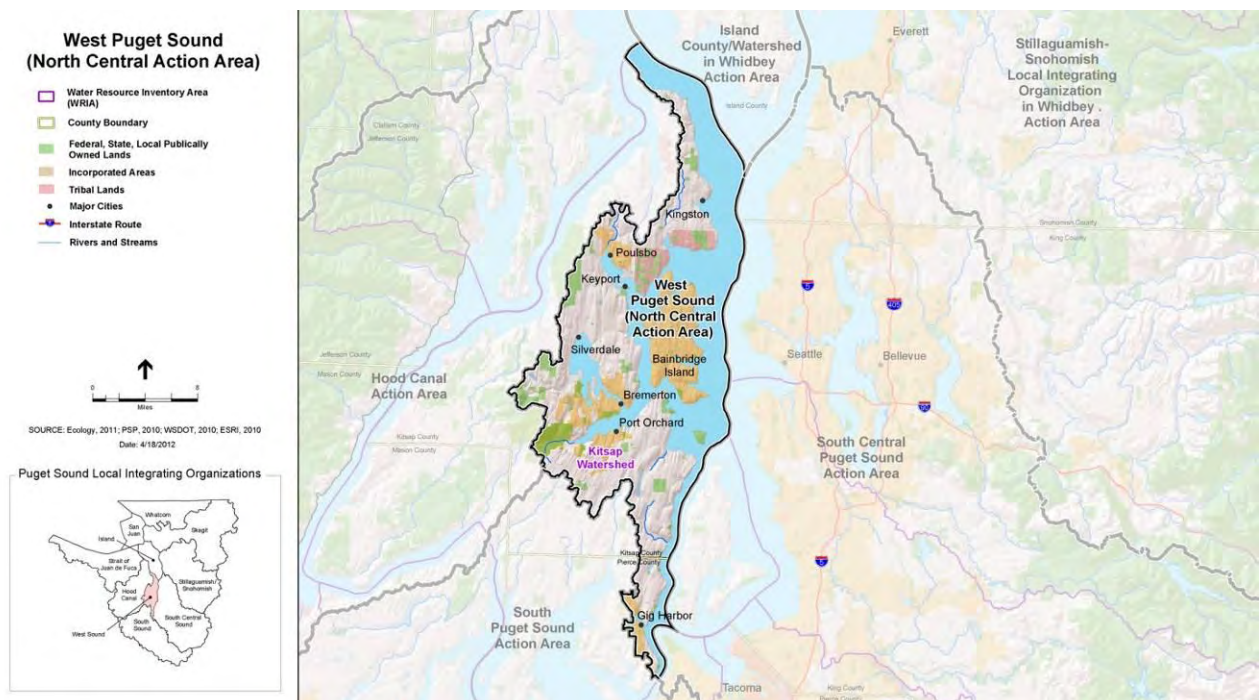 West Puget Sound
(North Central Action Area)
Water Resource Inventory Area
(WRIA)
County Boundary
Federal, State, Local Publically
Owned Lands
Incorporated Areas
Tribal Lands
Major Cities
Interstate Route
Rivers and Streams
0
8
Miles
SOURCE: Ecology, 2011; PSP, 2010; WSDOT, 2010; ESRI, 2010
Date: 4/18/2012
Puget Sound Local Integrating Organizations
Whatcom
San
Juan
Skagit
Island
Strait of
Juan de Fuca
Hood
Canal
Stillaguamish/
Snohomish
South Central
Sound
South
Sound
West Sound
Island
County/Watershed
in Whidbey
Action Area
Everett
Stillaguamish-
Snohomish
Local Integrating
Organization
in Whidbey .
Action Area
Island County
Clallam County
Jefferson County
Kingston
Snohomish County
King County
Poulsbo
Keyport
West
Puget Sound
(North Central
Action Area)
5
405
Silverdale
Bainbridge
Island
Seattle
Bellevue
Jefferson County
Mason County
Hood Canal
Action Area
Bremerton
90
Port Orchard
Kitsap County
Mason County
Kitsap
Watershed
South Central
Puget Sound
Action Area
Kitsap County
Pierce County
5
South
Puget Sound
Action Area
Gig Harbor
Tacoma
King County
Pierce County